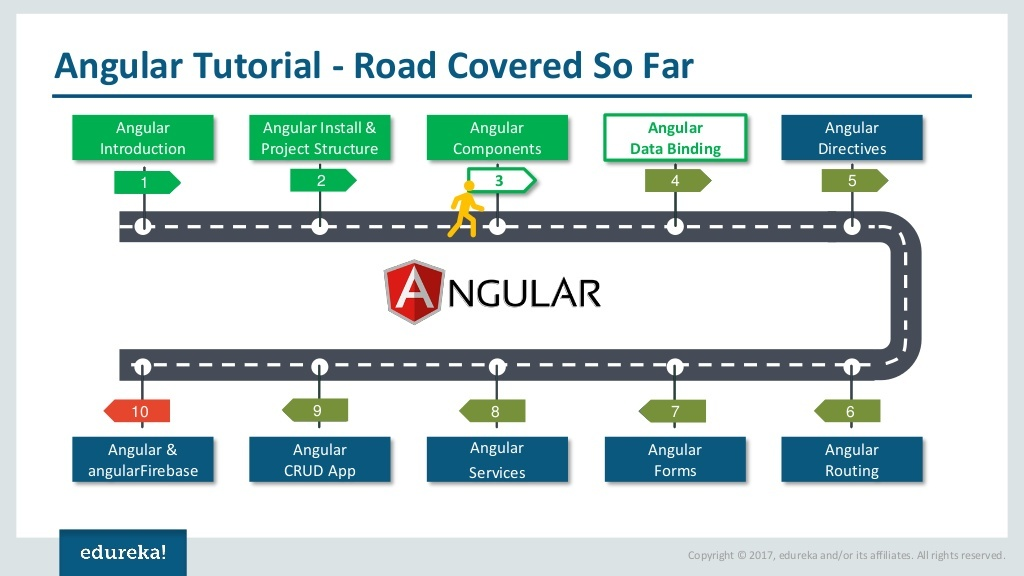 Angular Tutorial - Road Covered So Far
Angular
Introduction
Angular Install &
Project Structure
Angular
Components
Angular
Data Binding
Angular
Directives
1
2
3
4
5
ANGULAR
10
9
8
7
6
Angular &
angularFirebase
Angular
CRUD App
Angular
Services
Angular
Forms
Angular
Routing
edureka!
Copyright © 2017, edureka and/or its affiliates. All rights reserved.